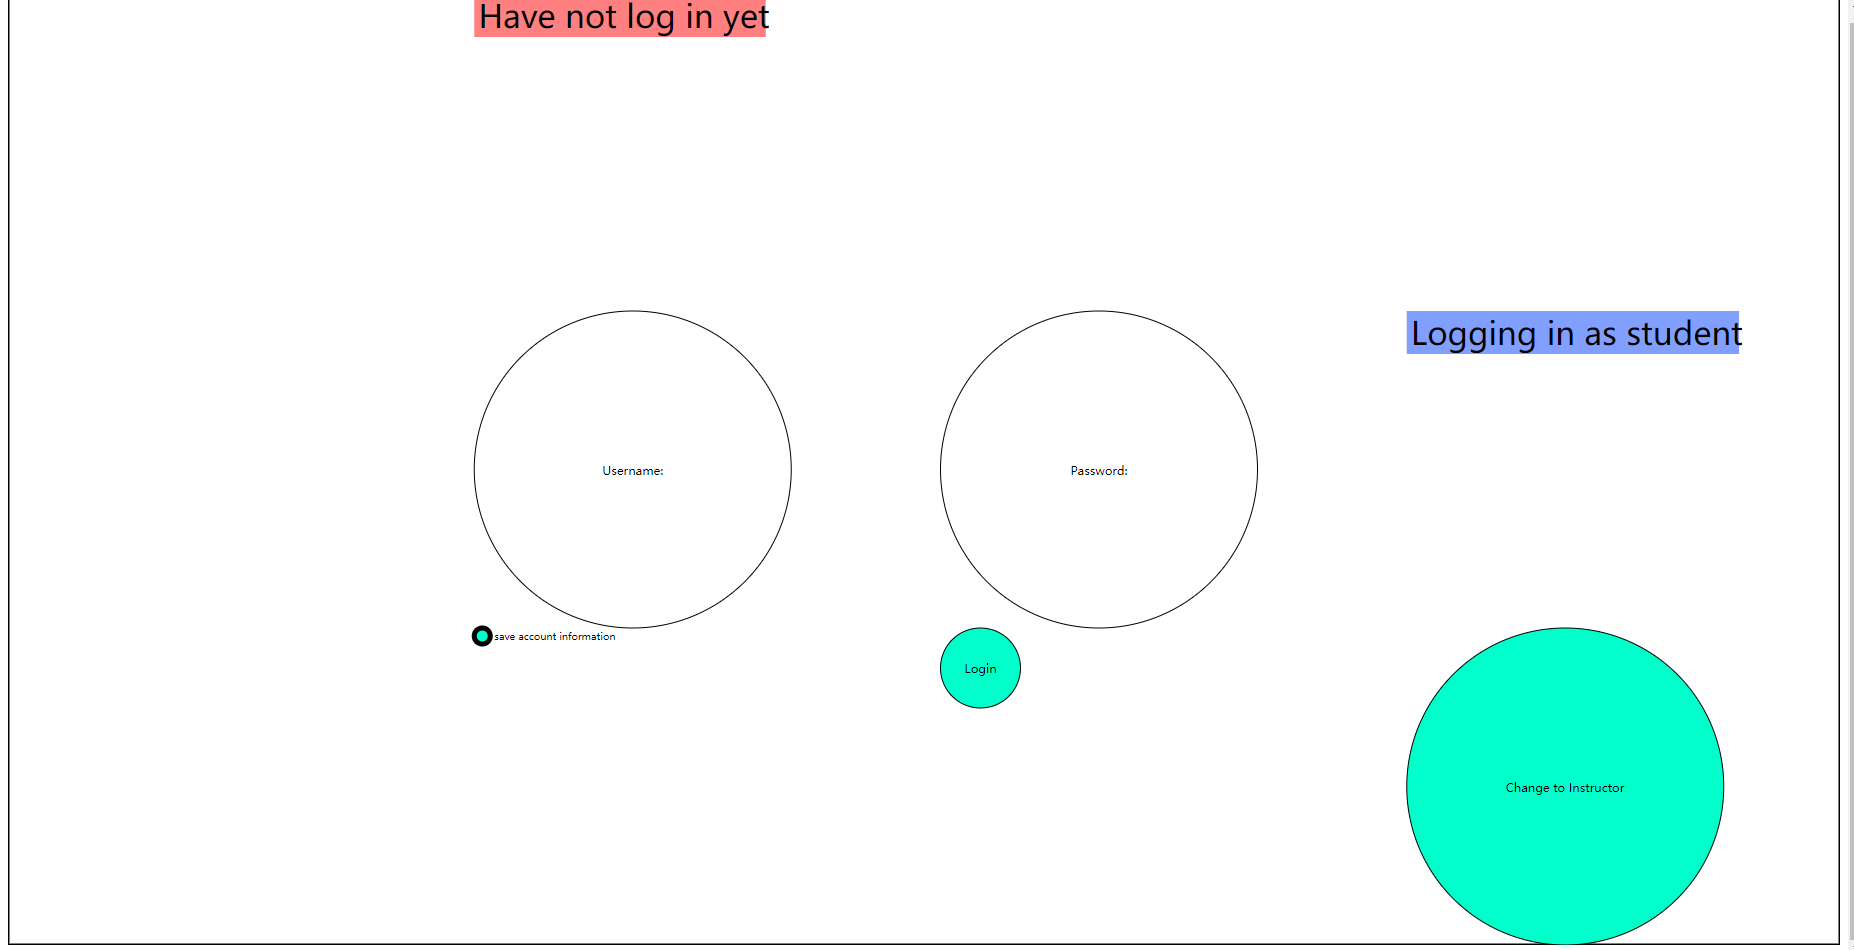 Have not log in yet
Logging in as student
Username:
Password:
save account information
Login
Change to Instructor